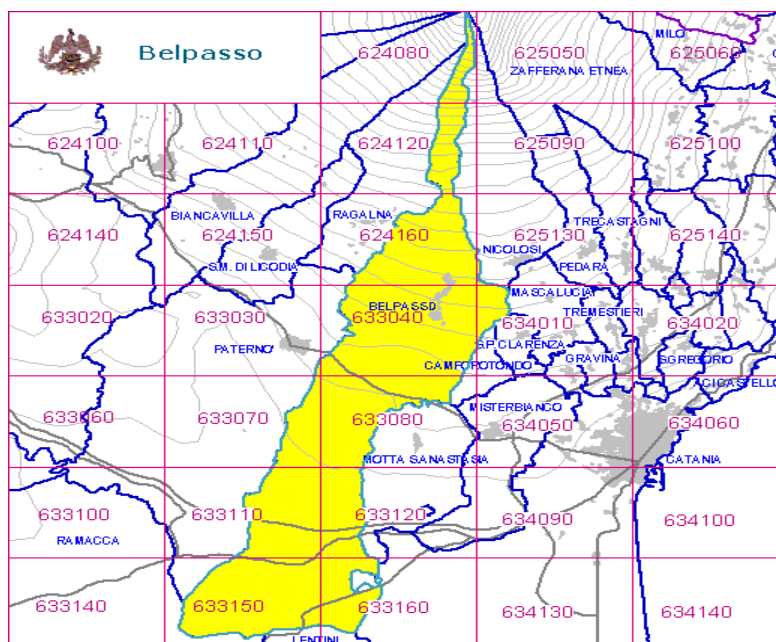 Belpasso
624080
625050
625060
MILO
ZAFFERANA ETNEA
624100
624110
624120
625090
625100
BIANCAVILLA
RAGALNA
TRECASTAGNI
624140
624150
624160
625130
625140
NICOLOSI
S.M. DI LICODIA
PEDARA
MASCALUCIA
BELPASSO
TREMESTIERI
633020
633030
633040
634010
634020
PATERNO'
S.P. CLARENZA
GRAVINA
S.GREGORIO
CAMPOROTONDO
ACICASTELLO
MISTERBIANCO
633060
633070
633080
634050
634060
MOTTA S.ANASTASIA
CATANIA
633100
633110
633120
634090
634100
RAMACCA
633140
633150
633160
634130
634140
LENTINI